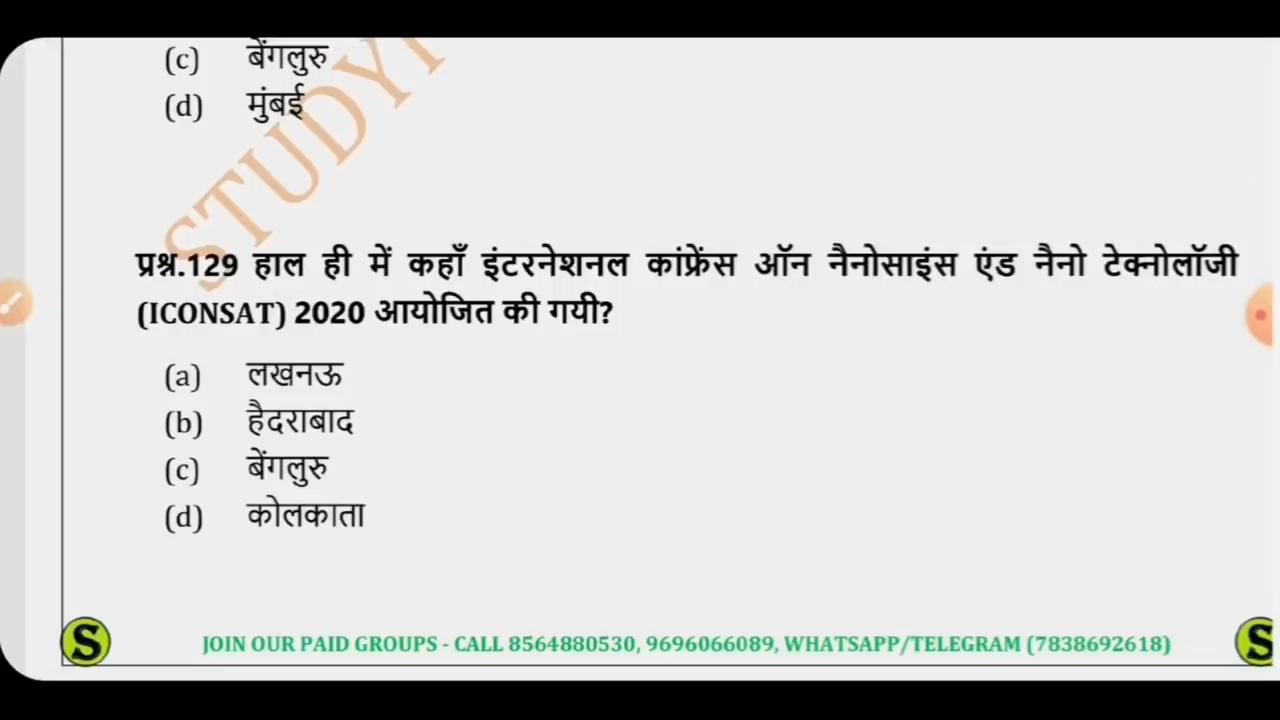 (c) बेंगलुरु
(d) मुंबई
STUDY
प्रश्न.129 हाल ही में कहाँ इंटरनेशनल कांफ्रेंस ऑन नैनोसाइंस एंड नैनो टेक्नोलॉजी
(ICONSAT) 2020 आयोजित की गयी?
(a) लखनऊ
(b) हैदराबाद
(c) बेंगलुरु
(d) कोलकाता
S
JOIN OUR PAID GROUPS - CALL 8564880530, 9696066089, WHATSAPP/TELEGRAM (7838692618)
S